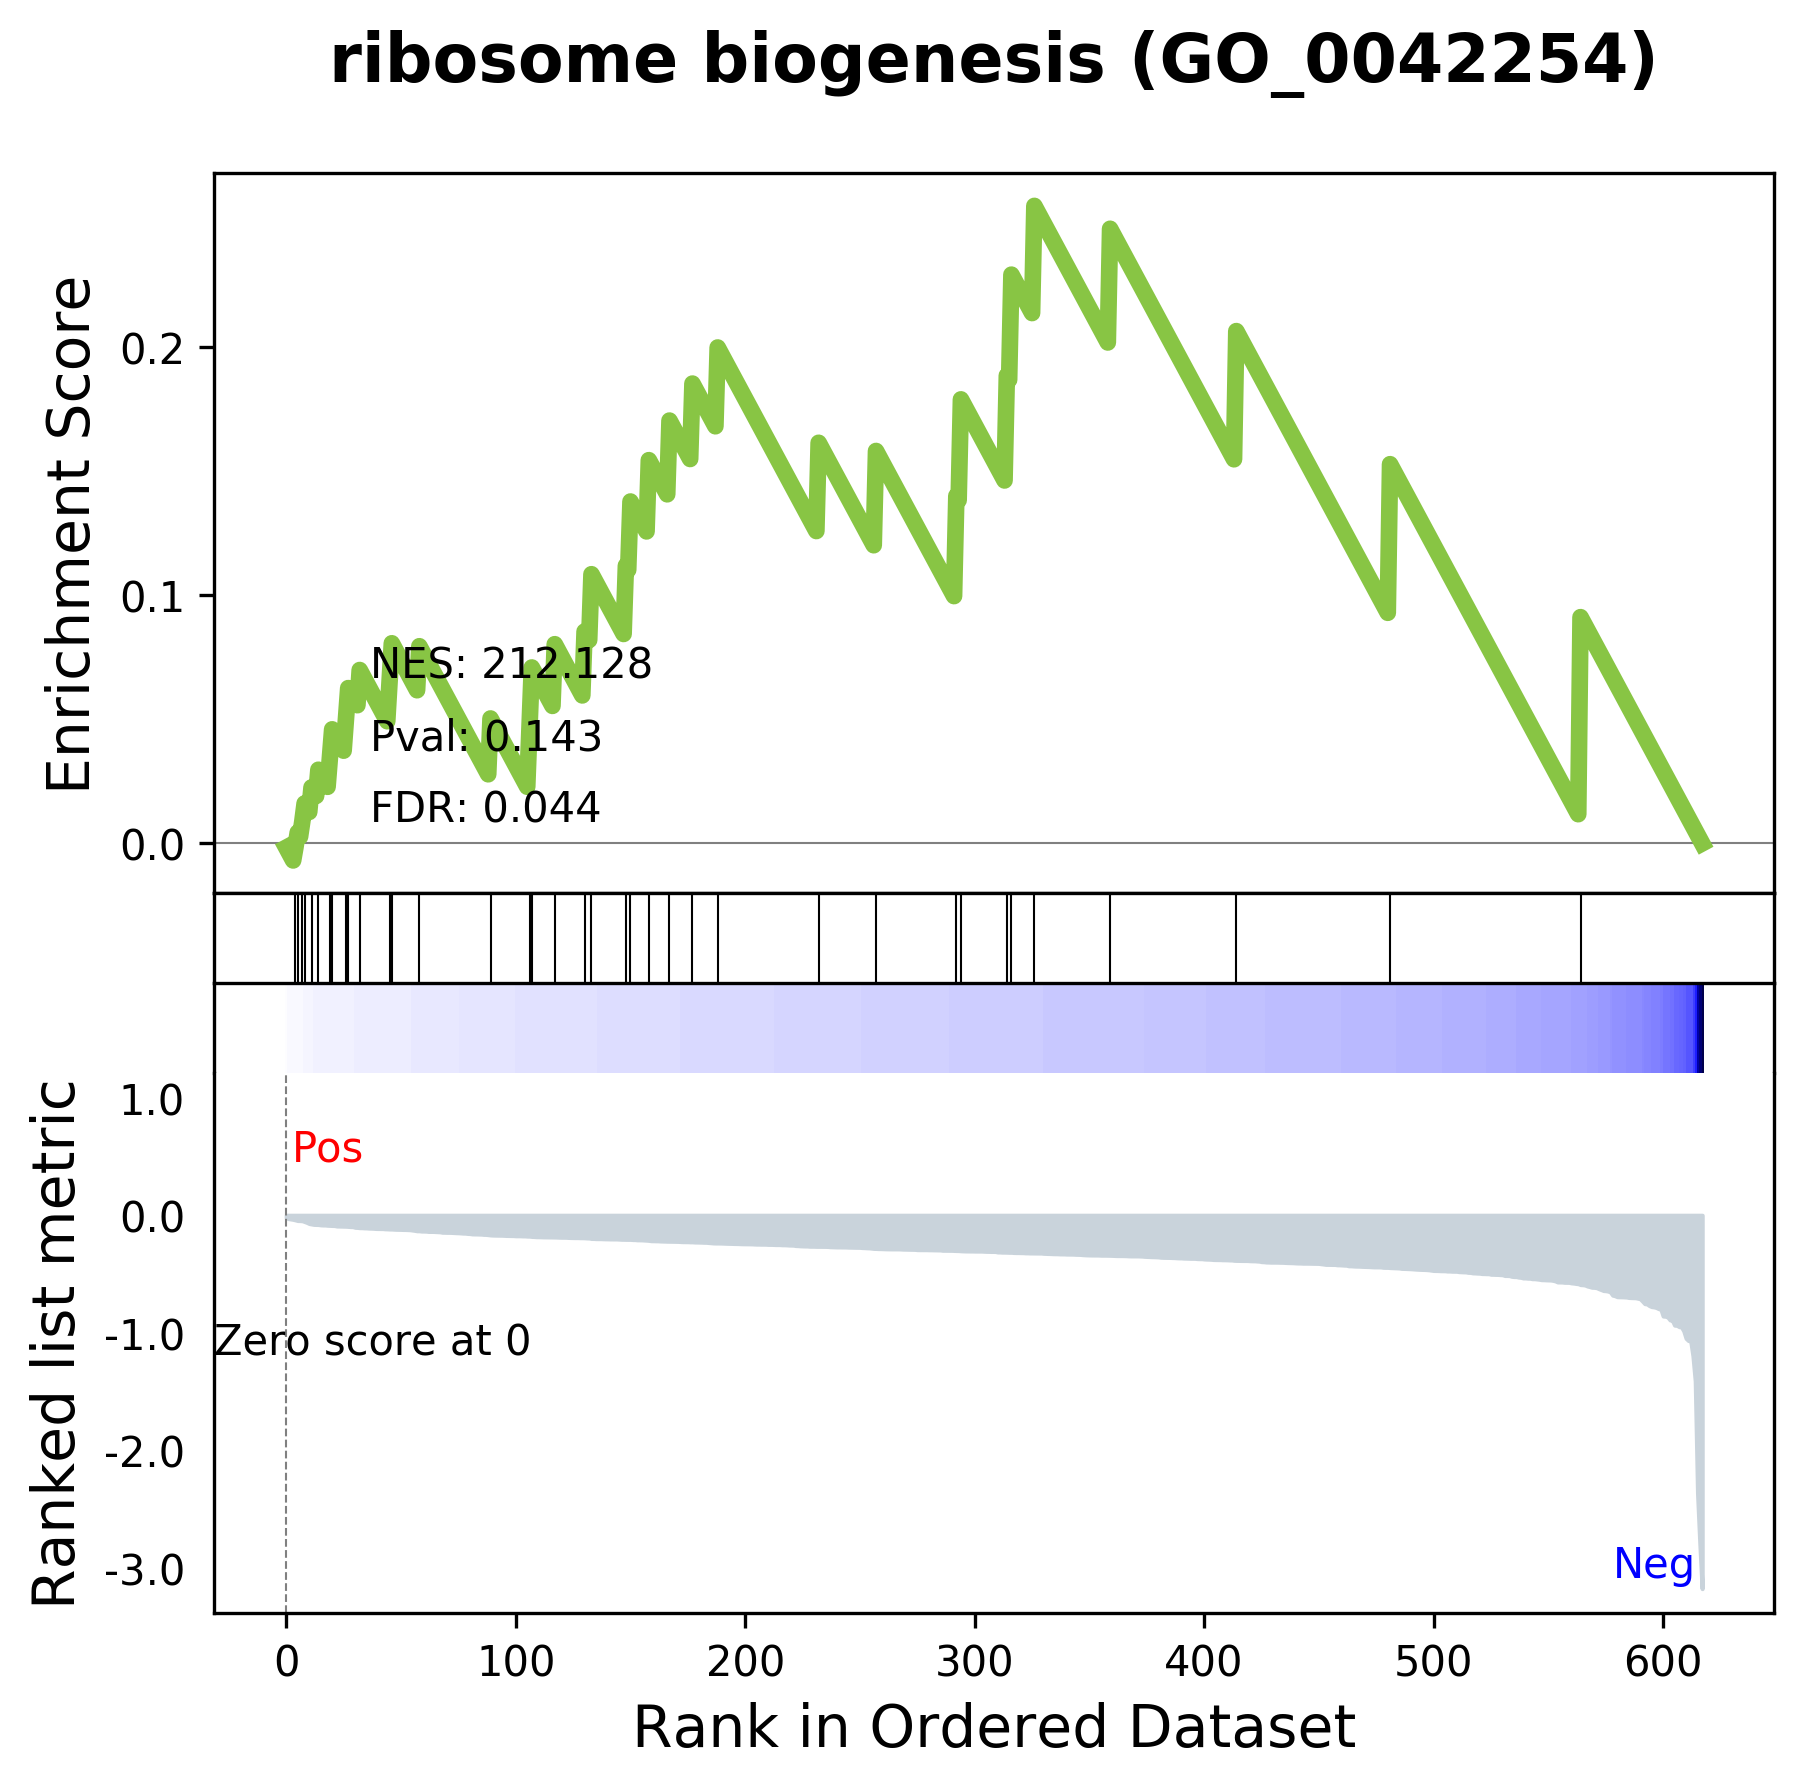 ribosome biogenesis (GO_0042254)
Enrichment Score
0.2
0.1
0.0
NES: 212.128
Pval: 0.143
FDR: 0.044
Ranked list metric
1.0
0.0
-1.0
-2.0
-3.0
Pos
Zero score at 0
Neg
0 100 200 300 400 500 600
Rank in Ordered Dataset